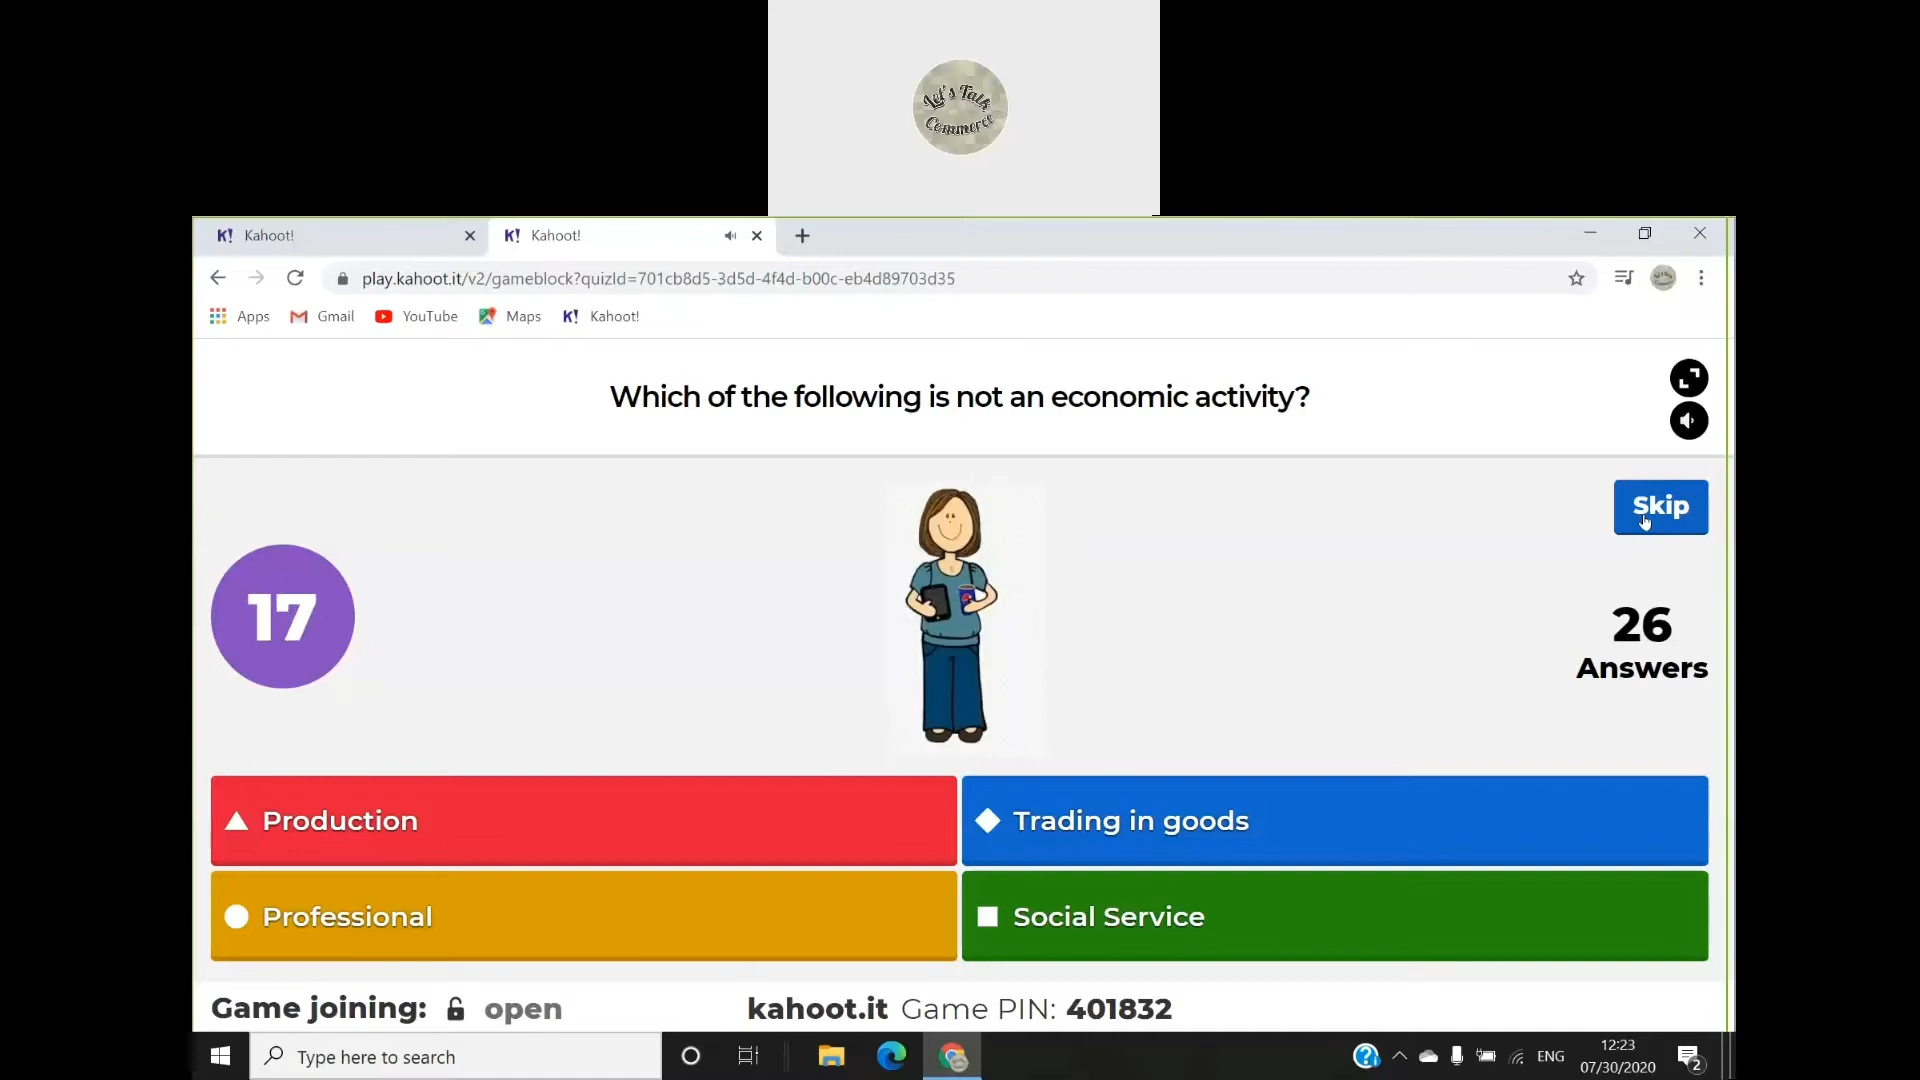 Let's Talk
Commerce
K! Kahoot!
K! Kahoot!
play.kahoot.it/v2/gameblock?quizId=701cb8d5-3d5d-4f4d-b00c-eb4d89703d35
Apps Gmail YouTube Maps K! Kahoot!
Which of the following is not an economic activity?
Skip
17
26
Answers
Production
Trading in goods
Professional
Social Service
Game joining: open kahoot.it Game PIN: 401832
Type here to search
ENG
12:23
07/30/2020
2